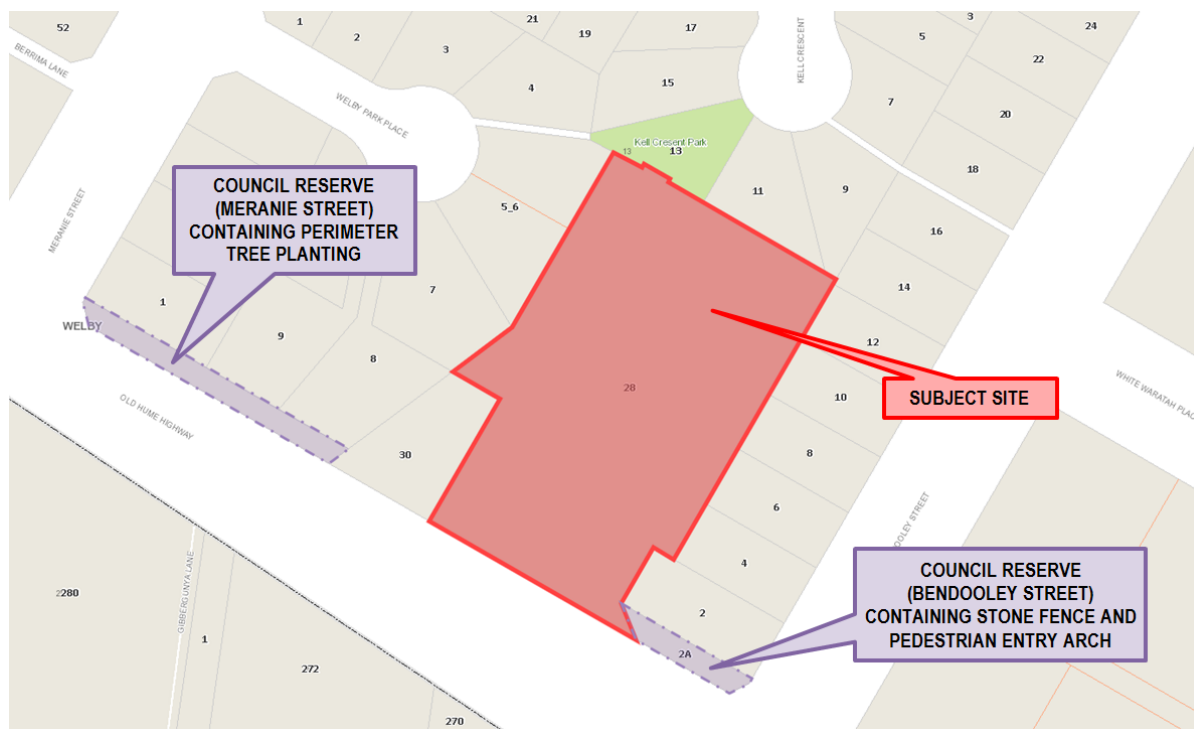 52
1
2
3
21
19
17
3
24
5
22
BERRIMA LANE
KELL CRESCENT
4
15
7
20
WELBY PARK PLACE
Kell Cresent Park
13
13
18
COUNCIL RESERVE
(MERANIE STREET)
CONTAINING PERIMETER
TREE PLANTING
11
9
MERANIE STREET
5_6
16
14
7
1
WELBY
9
8
12
28
SUBJECT SITE
WHITE WARATAH PLAC
10
OLD HUME HIGHWAY
30
8
6
OOLEY STREET
4
COUNCIL RESERVE
(BENDOOLEY STREET)
CONTAINING STONE FENCE AND
PEDESTRIAN ENTRY ARCH
GIBBERGUNYA LANE
280
2
2A
1
272
270